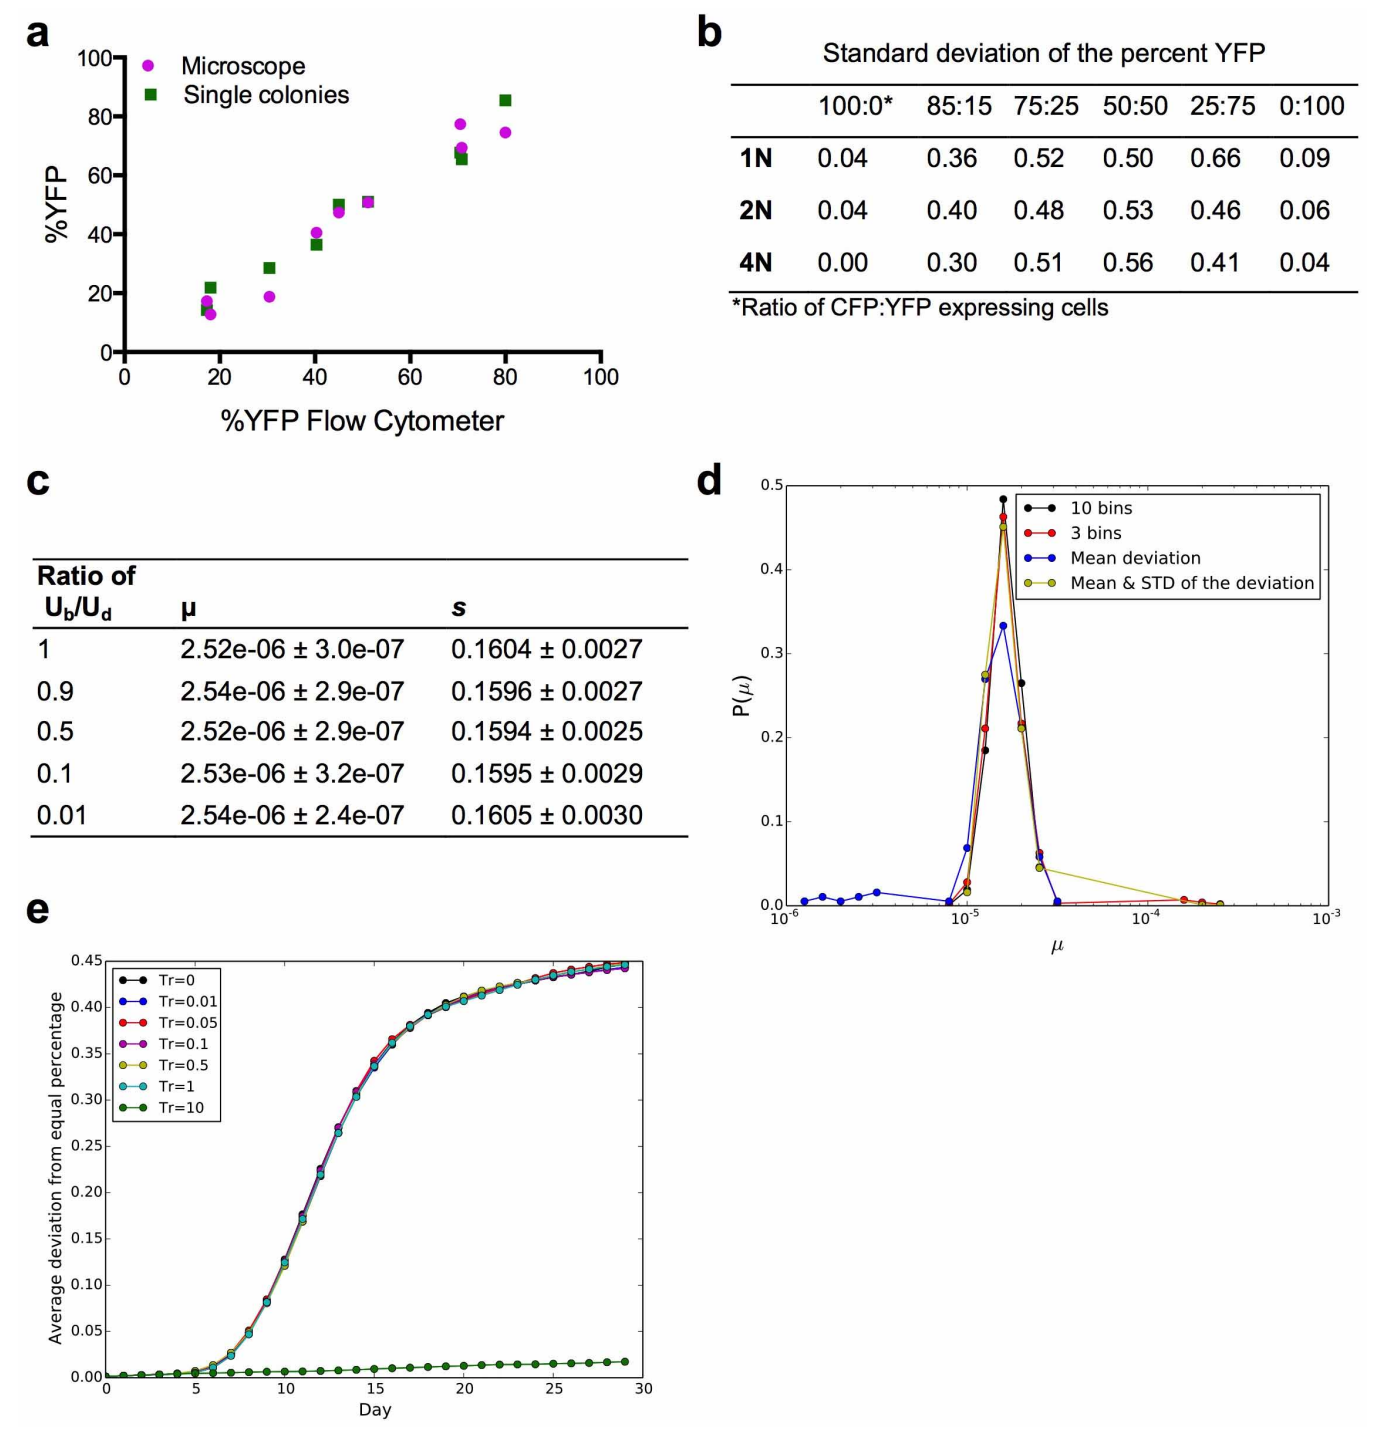 a
100
80
60
40
20
0
%YFP
Microscope
Single colonies
0 20 40 60 80 100
%YFP Flow Cytometer
b
Standard deviation of the percent YFP
100:0* 85:15 75:25 50:50 25:75 0:100
1N 0.04 0.36 0.52 0.50 0.66 0.09
2N 0.04 0.40 0.48 0.53 0.46 0.06
4N 0.00 0.30 0.51 0.56 0.41 0.04
*Ratio of CFP:YFP expressing cells
c
Ratio of
Ub/Ud µ s
1 2.52e-06 ± 3.0e-07 0.1604 ± 0.0027
0.9 2.54e-06 ± 2.9e-07 0.1596 ± 0.0027
0.5 2.52e-06 ± 2.9e-07 0.1594 ± 0.0025
0.1 2.53e-06 ± 3.2e-07 0.1595 ± 0.0029
0.01 2.54e-06 ± 2.4e-07 0.1605 ± 0.0030
d
0.5
0.4
0.3
0.2
0.1
0.0
P(μ)
10 bins
3 bins
Mean deviation
Mean & STD of the deviation
10-6 10-5 10-4 10-3
μ
e
0.45
0.40
0.35
0.30
0.25
0.20
0.15
0.10
0.05
0.00
Average deviation from equal percentage
Tr=0
Tr=0.01
Tr=0.05
Tr=0.1
Tr=0.5
Tr=1
Tr=10
0 5 10 15 20 25 30
Day